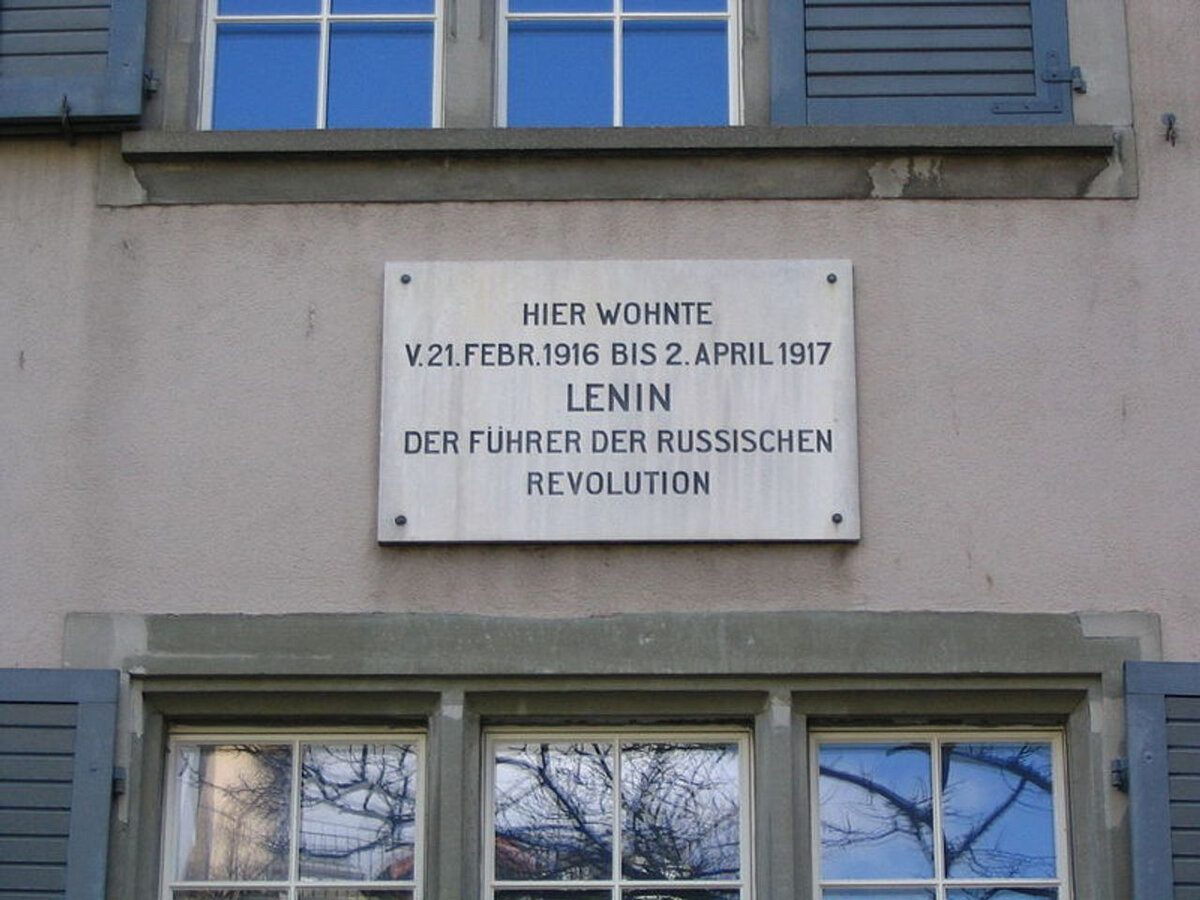 HIER WOHNTE
V. 21. FEBR. 1916 BIS 2. APRIL 1917
LENIN
DER FÜHRER DER RUSSISCHEN
REVOLUTION